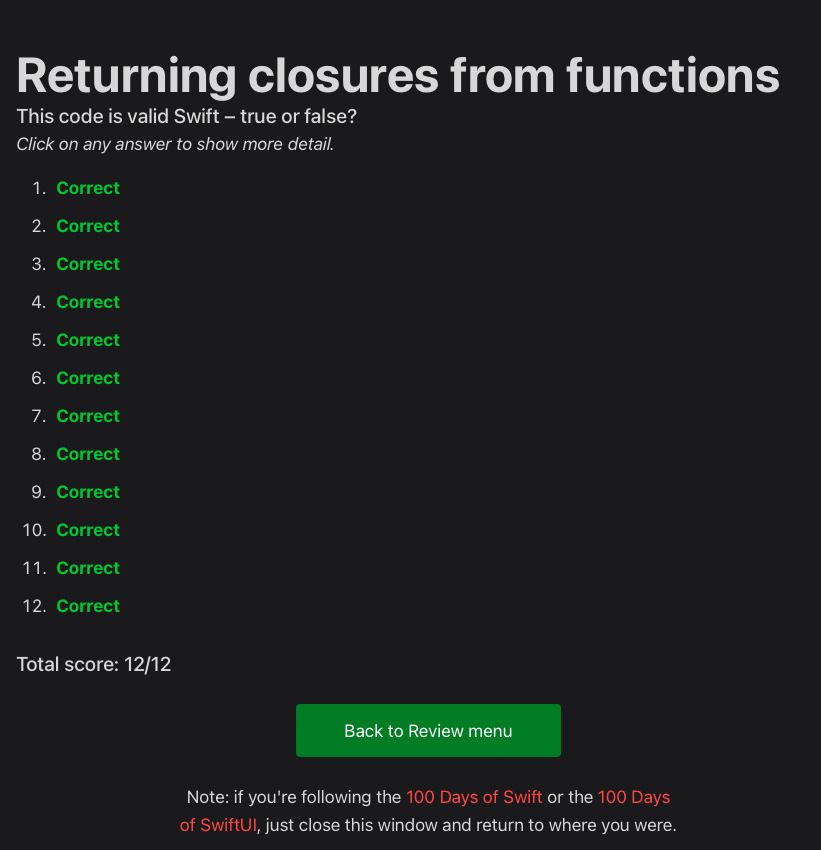 Returning closures from functions
This code is valid Swift – true or false?
Click on any answer to show more detail.
1. Correct
2. Correct
3. Correct
4. Correct
5. Correct
6. Correct
7. Correct
8. Correct
9. Correct
10. Correct
11. Correct
12. Correct
Total score: 12/12
Back to Review menu
Note: if you're following the 100 Days of Swift or the 100 Days
of SwiftUI, just close this window and return to where you were.